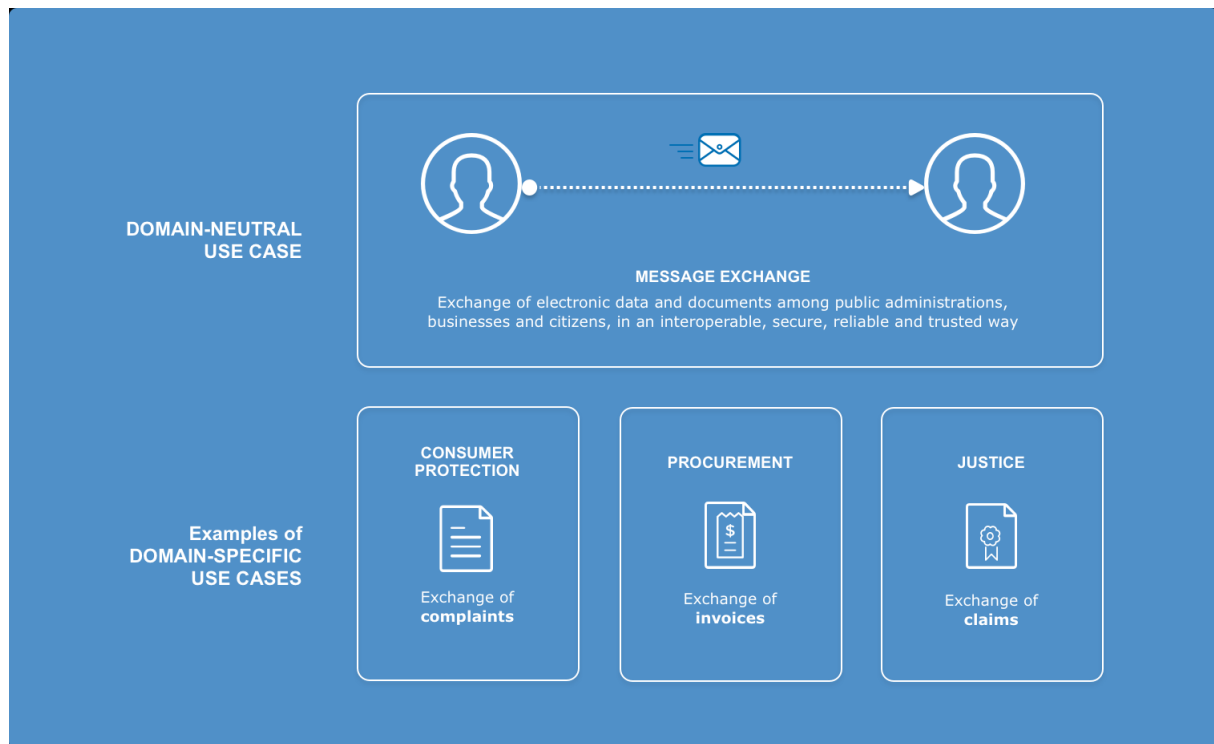 DOMAIN-NEUTRAL
USE CASE
MESSAGE EXCHANGE
Exchange of electronic data and documents among public administrations,
businesses and citizens, in an interoperable, secure, reliable and trusted way
Examples of
DOMAIN-SPECIFIC
USE CASES
CONSUMER
PROTECTION
Exchange of
complaints
PROCUREMENT
$
Exchange of
invoices
JUSTICE
Exchange of
claims